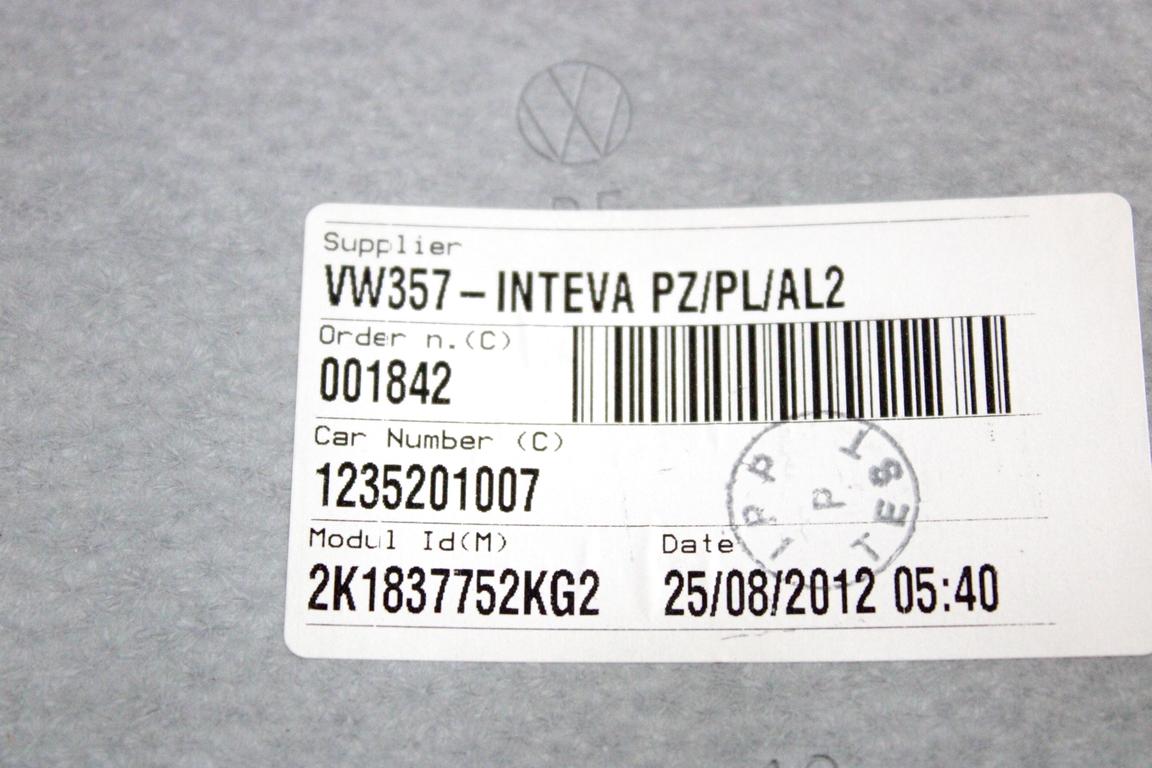 Supplier
VW357 – INTEVA PZ/PL/AL2
Order n.(C)
001842
Car Number (C)
1235201007
Modul Id(M) Date
2K1837752KG2 25/08/2012 05:40